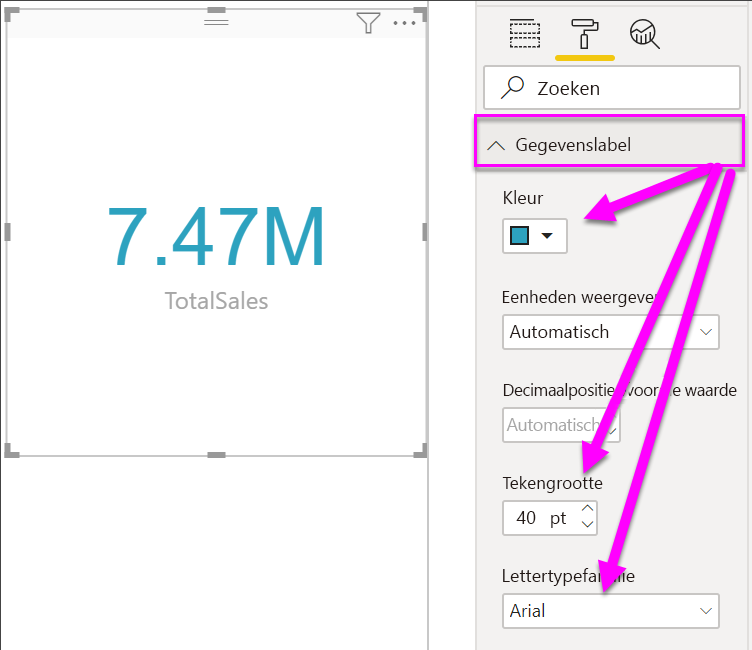 7.47M
TotalSales
Zoeken
Gegevenslabel
Kleur
Eenheden weergeven
Automatisch
Decimaalposities voor de waarde
Automatisch
Tekengrootte
40 pt
Lettertypefamilie
Arial